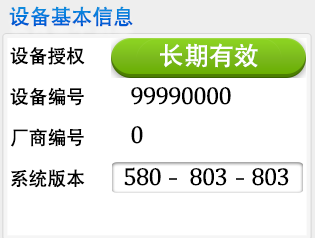 设备基本信息
设备授权 长期有效
设备编号 99990000
厂商编号 0
系统版本 580 - 803 - 803